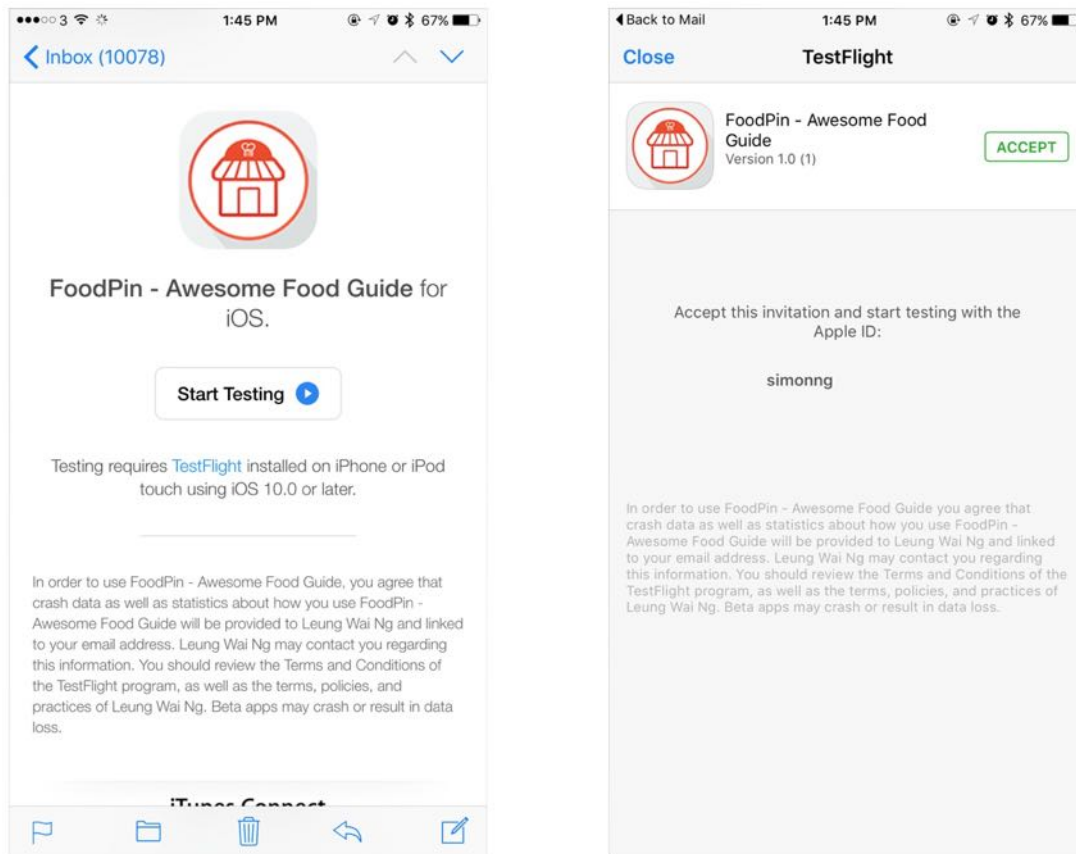 3 1:45 PM 67%
Inbox (10078)
FoodPin - Awesome Food Guide for
iOS.
Start Testing
Testing requires TestFlight installed on iPhone or iPod
touch using iOS 10.0 or later.
In order to use FoodPin - Awesome Food Guide, you agree that
crash data as well as statistics about how you use FoodPin -
Awesome Food Guide will be provided to Leung Wai Ng and linked
to your email address. Leung Wai Ng may contact you regarding
this information. You should review the Terms and Conditions of
the TestFlight program, as well as the terms, policies, and
practices of Leung Wai Ng. Beta apps may crash or result in data
loss.
iTunes Connect
Back to Mail 1:45 PM 67%
Close TestFlight
FoodPin - Awesome Food
Guide
Version 1.0 (1)
ACCEPT
Accept this invitation and start testing with the
Apple ID:
simonng
In order to use FoodPin - Awesome Food Guide you agree that
crash data as well as statistics about how you use FoodPin -
Awesome Food Guide will be provided to Leung Wai Ng and linked
to your email address. Leung Wai Ng may contact you regarding
this information. You should review the Terms and Conditions of the
TestFlight program, as well as the terms, policies, and practices of
Leung Wai Ng. Beta apps may crash or result in data loss.